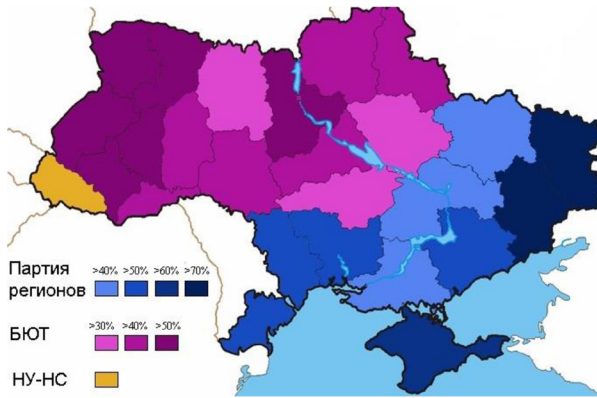 Партия регионов
>40% >50% >60% >70%
БЮТ
>30% >40% >50%
НУ-НС